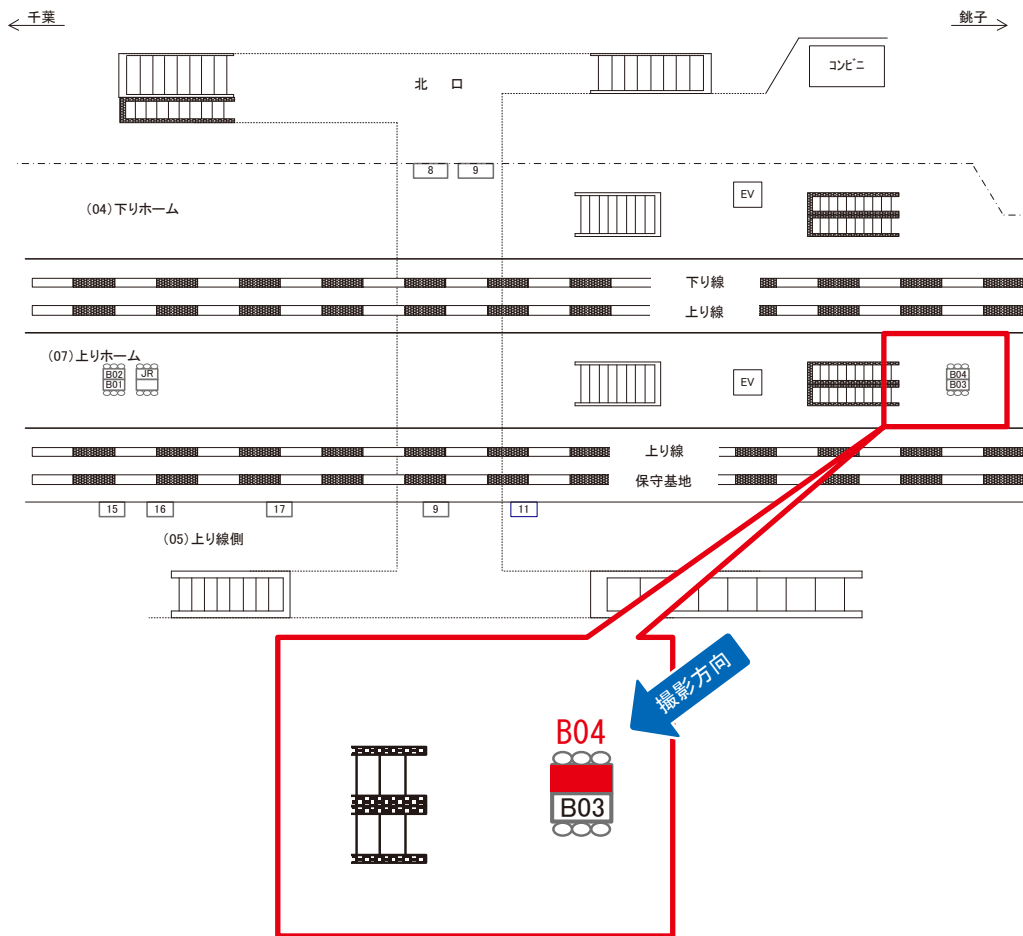 千葉
銚子
コンビニ
北 口
8
9
EV
(04)下りホーム
下り線
上り線
(07)上りホーム
B02
B01
JR
EV
B04
B03
上り線
保守基地
15
16
17
9
11
(05)上り線側
撮影方向
B04
B03